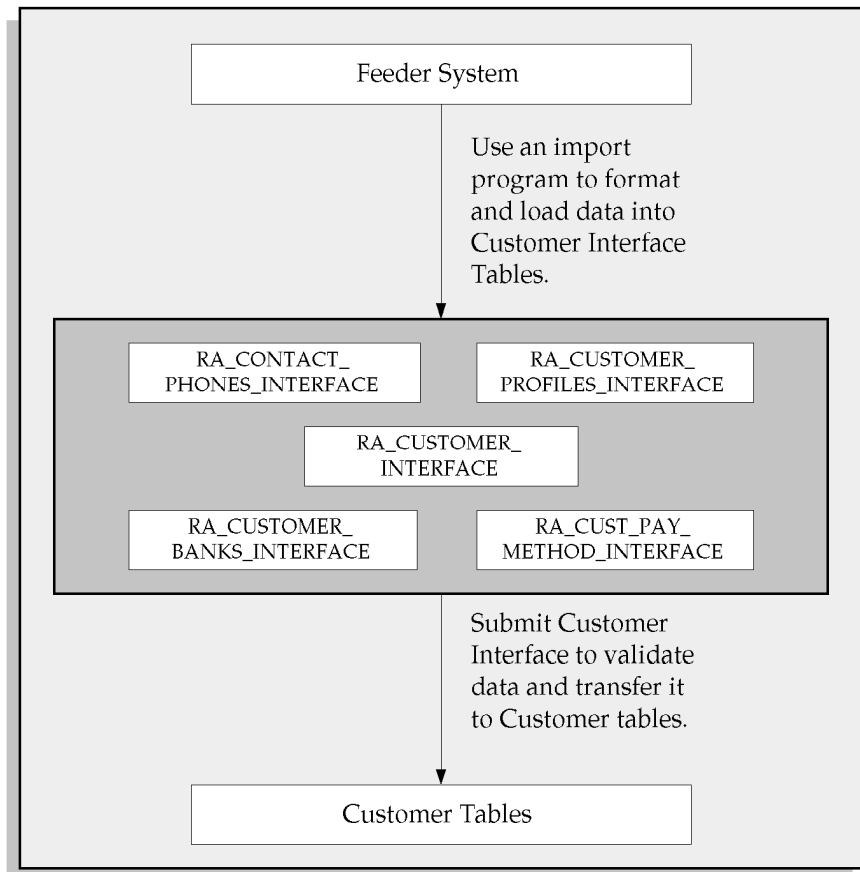 Feeder System
Use an import
program to format
and load data into
Customer Interface
Tables.
RA_CONTACT_
PHONES_INTERFACE
RA_CUSTOMER_
PROFILES_INTERFACE
RA_CUSTOMER_
INTERFACE
RA_CUSTOMER_
BANKS_INTERFACE
RA_CUST_PAY_
METHOD_INTERFACE
Submit Customer
Interface to validate
data and transfer it
to Customer tables.
Customer Tables